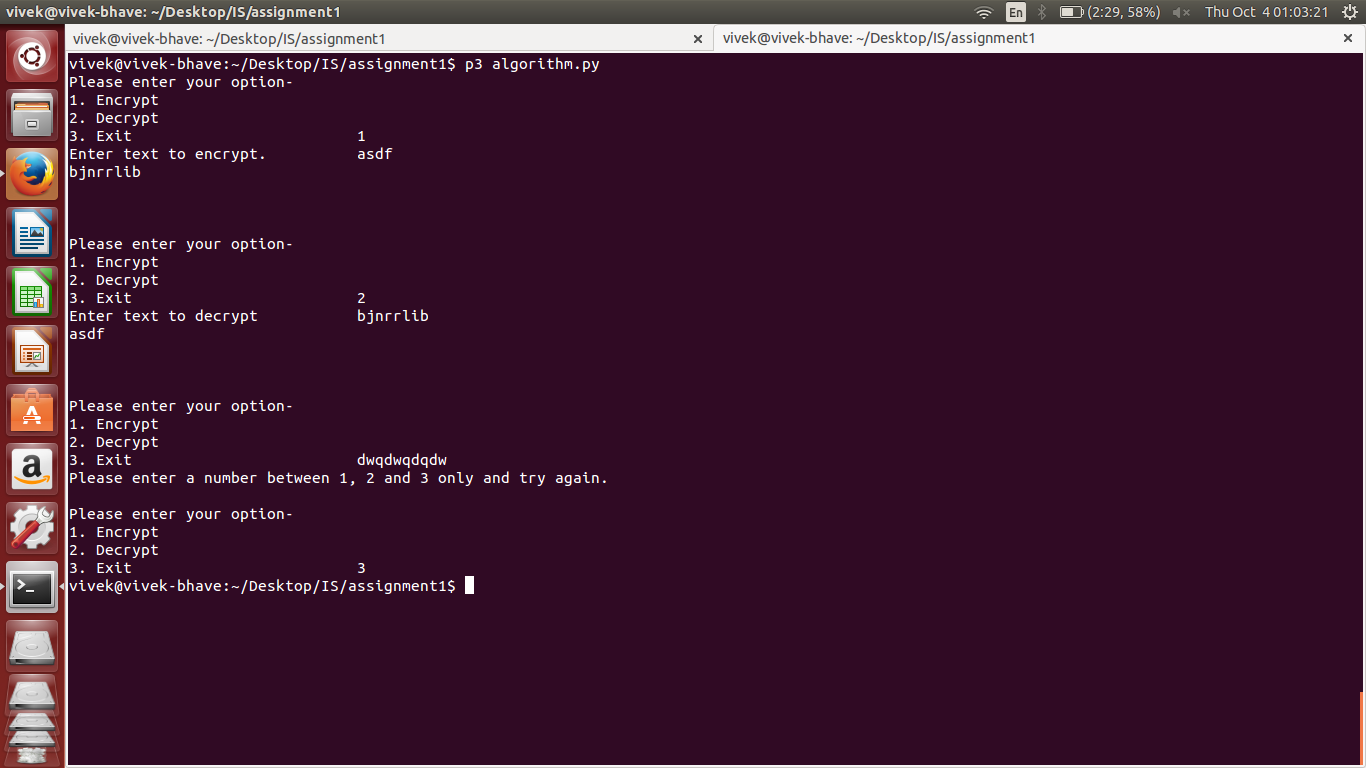 vivek@vivek-bhave: ~/Desktop/IS/assignment1
En
(2:29, 58%)
Thu Oct 4 01:03:21
vivek@vivek-bhave: ~/Desktop/IS/assignment1 ×
vivek@vivek-bhave: ~/Desktop/IS/assignment1 ×
vivek@vivek-bhave:~/Desktop/IS/assignment1$ p3 algorithm.py
Please enter your option-
1. Encrypt
2. Decrypt
3. Exit 1
Enter text to encrypt. asdf
bjnrrlib
Please enter your option-
1. Encrypt
2. Decrypt
3. Exit 2
Enter text to decrypt bjnrrlib
asdf
Please enter your option-
1. Encrypt
2. Decrypt
3. Exit dwqdwqdqdw
Please enter a number between 1, 2 and 3 only and try again.
Please enter your option-
1. Encrypt
2. Decrypt
3. Exit 3
vivek@vivek-bhave:~/Desktop/IS/assignment1$